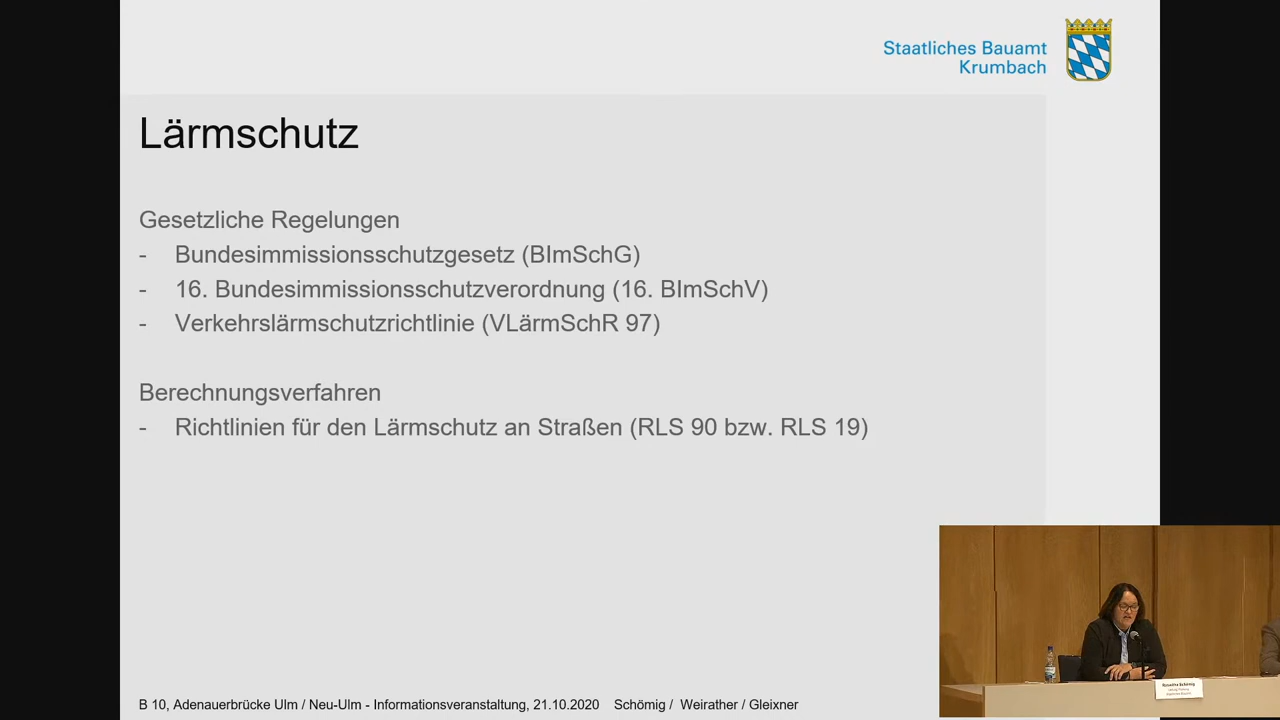 Staatliches Bauamt
Krumbach
Lärmschutz
Gesetzliche Regelungen
- Bundesimmissionsschutzgesetz (BImSchG)
- 16. Bundesimmissionsschutzverordnung (16. BImSchV)
- Verkehrslärmschutzrichtlinie (VLärmSchR 97)
Berechnungsverfahren
- Richtlinien für den Lärmschutz an Straßen (RLS 90 bzw. RLS 19)
B 10, Adenauerbrücke Ulm / Neu-Ulm - Informationsveranstaltung, 21.10.2020 Schömig / Weirather / Gleixner